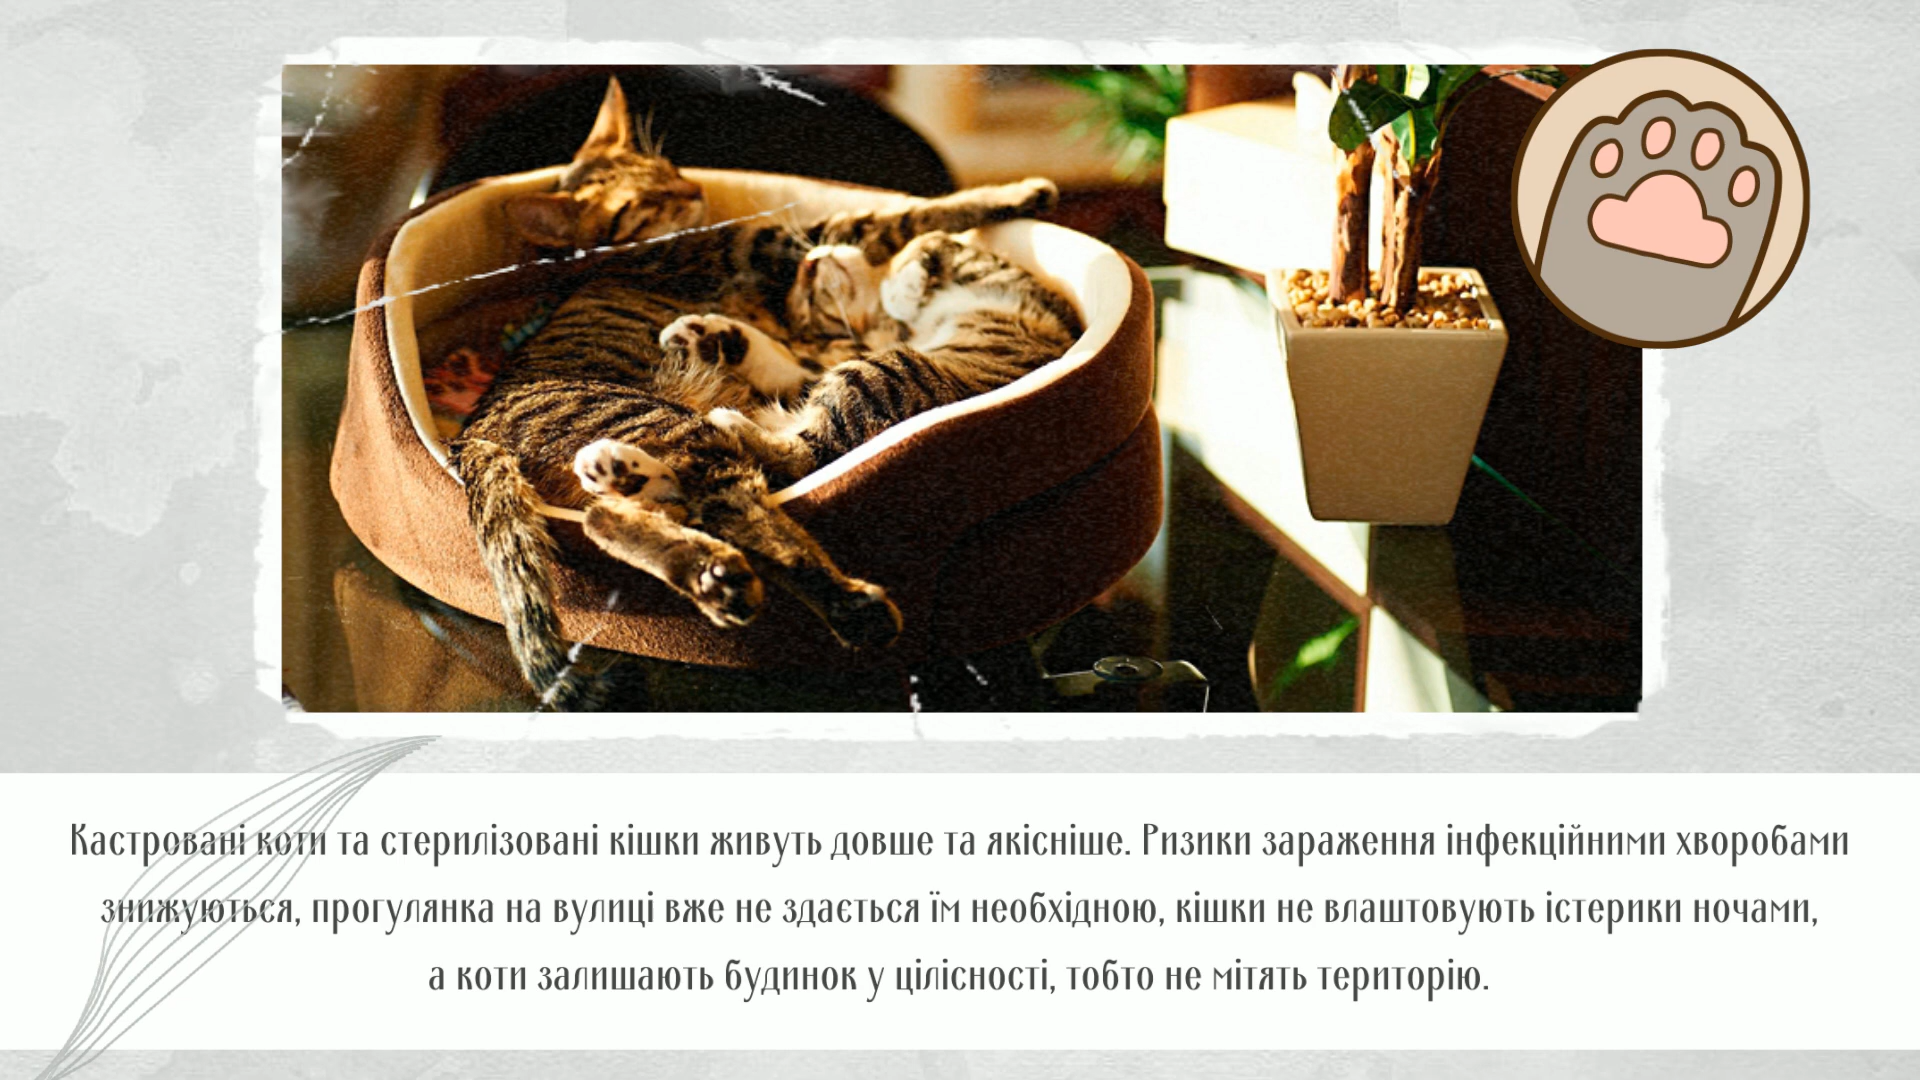 Кастровані коти та стерилізовані кішки живуть довше та якісніше. Ризики зараження інфекційними хворобами
знижуються, прогулянка на вулиці вже не здається їм необхідною, кішки не влаштовують істерики ночами,
а коти залишають будинок у цілісності, тобто не мітять територію.